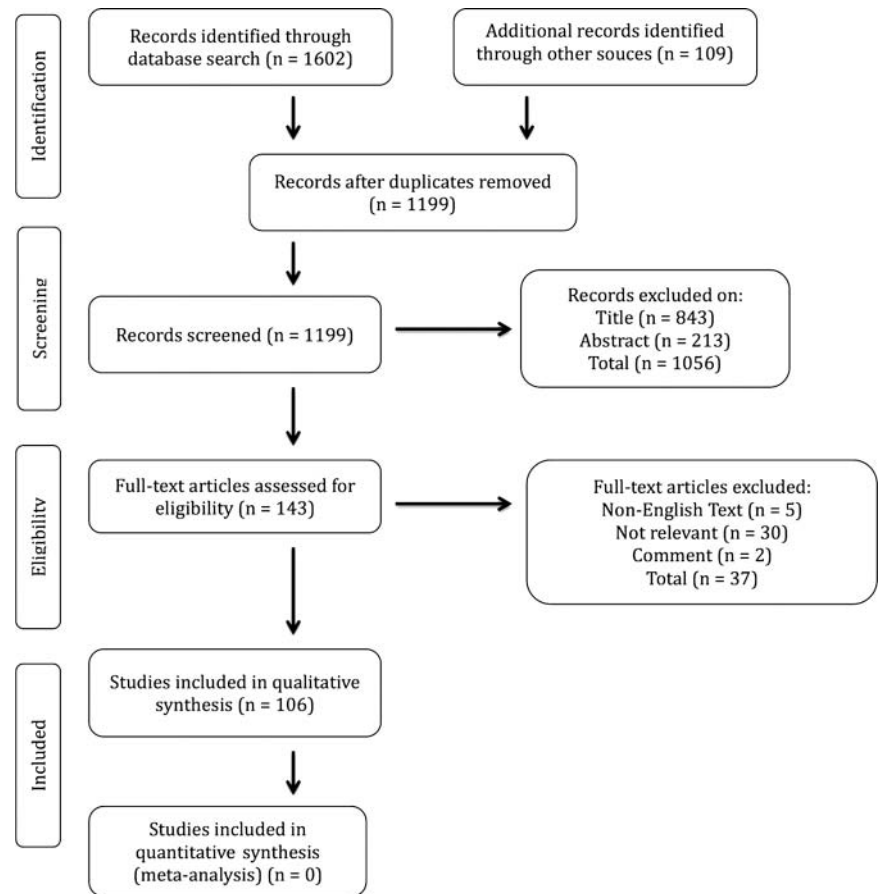 Identification
Records identified through
database search (n = 1602)
Additional records identified
through other souces (n = 109)
Records after duplicates removed
(n = 1199)
Screening
Records screened (n = 1199)
Records excluded on:
Title (n = 843)
Abstract (n = 213)
Total (n = 1056)
Eligibility
Full-text articles assessed for
eligibility (n = 143)
Full-text articles excluded:
Non-English Text (n = 5)
Not relevant (n = 30)
Comment (n = 2)
Total (n = 37)
Included
Studies included in qualitative
synthesis (n = 106)
Studies included in
quantitative synthesis
(meta-analysis) (n = 0)